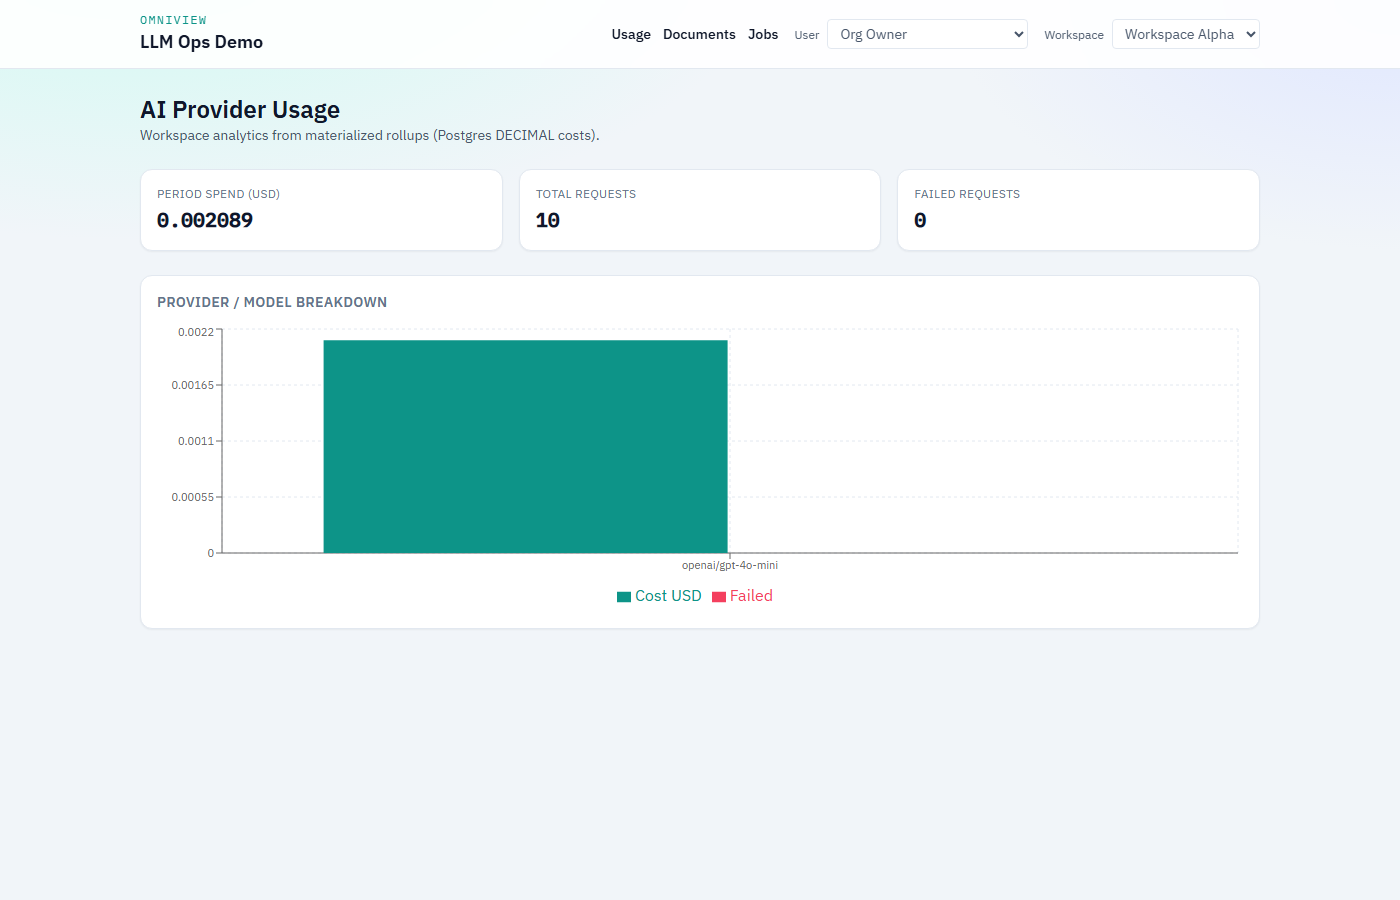 OMNIVIEW
LLM Ops Demo
Usage Documents Jobs User Org Owner Workspace Workspace Alpha
AI Provider Usage
Workspace analytics from materialized rollups (Postgres DECIMAL costs).
PERIOD SPEND (USD)
0.002089
TOTAL REQUESTS
10
FAILED REQUESTS
0
PROVIDER / MODEL BREAKDOWN
0.0022
0.00165
0.0011
0.00055
0
openai/gpt-4o-mini
Cost USD Failed